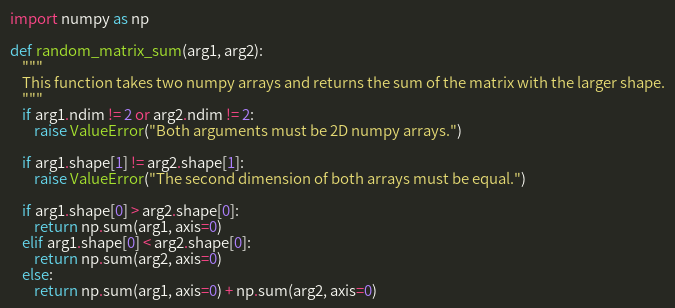 import numpy as np

def random_matrix_sum(arg1, arg2):
    """
    This function takes two numpy arrays and returns the sum of the matrix with the larger shape.
    """
    if arg1.ndim != 2 or arg2.ndim != 2:
        raise ValueError("Both arguments must be 2D numpy arrays.")

    if arg1.shape[1] != arg2.shape[1]:
        raise ValueError("The second dimension of both arrays must be equal.")

    if arg1.shape[0] > arg2.shape[0]:
        return np.sum(arg1, axis=0)
    elif arg1.shape[0] < arg2.shape[0]:
        return np.sum(arg2, axis=0)
    else:
        return np.sum(arg1, axis=0) + np.sum(arg2, axis=0)